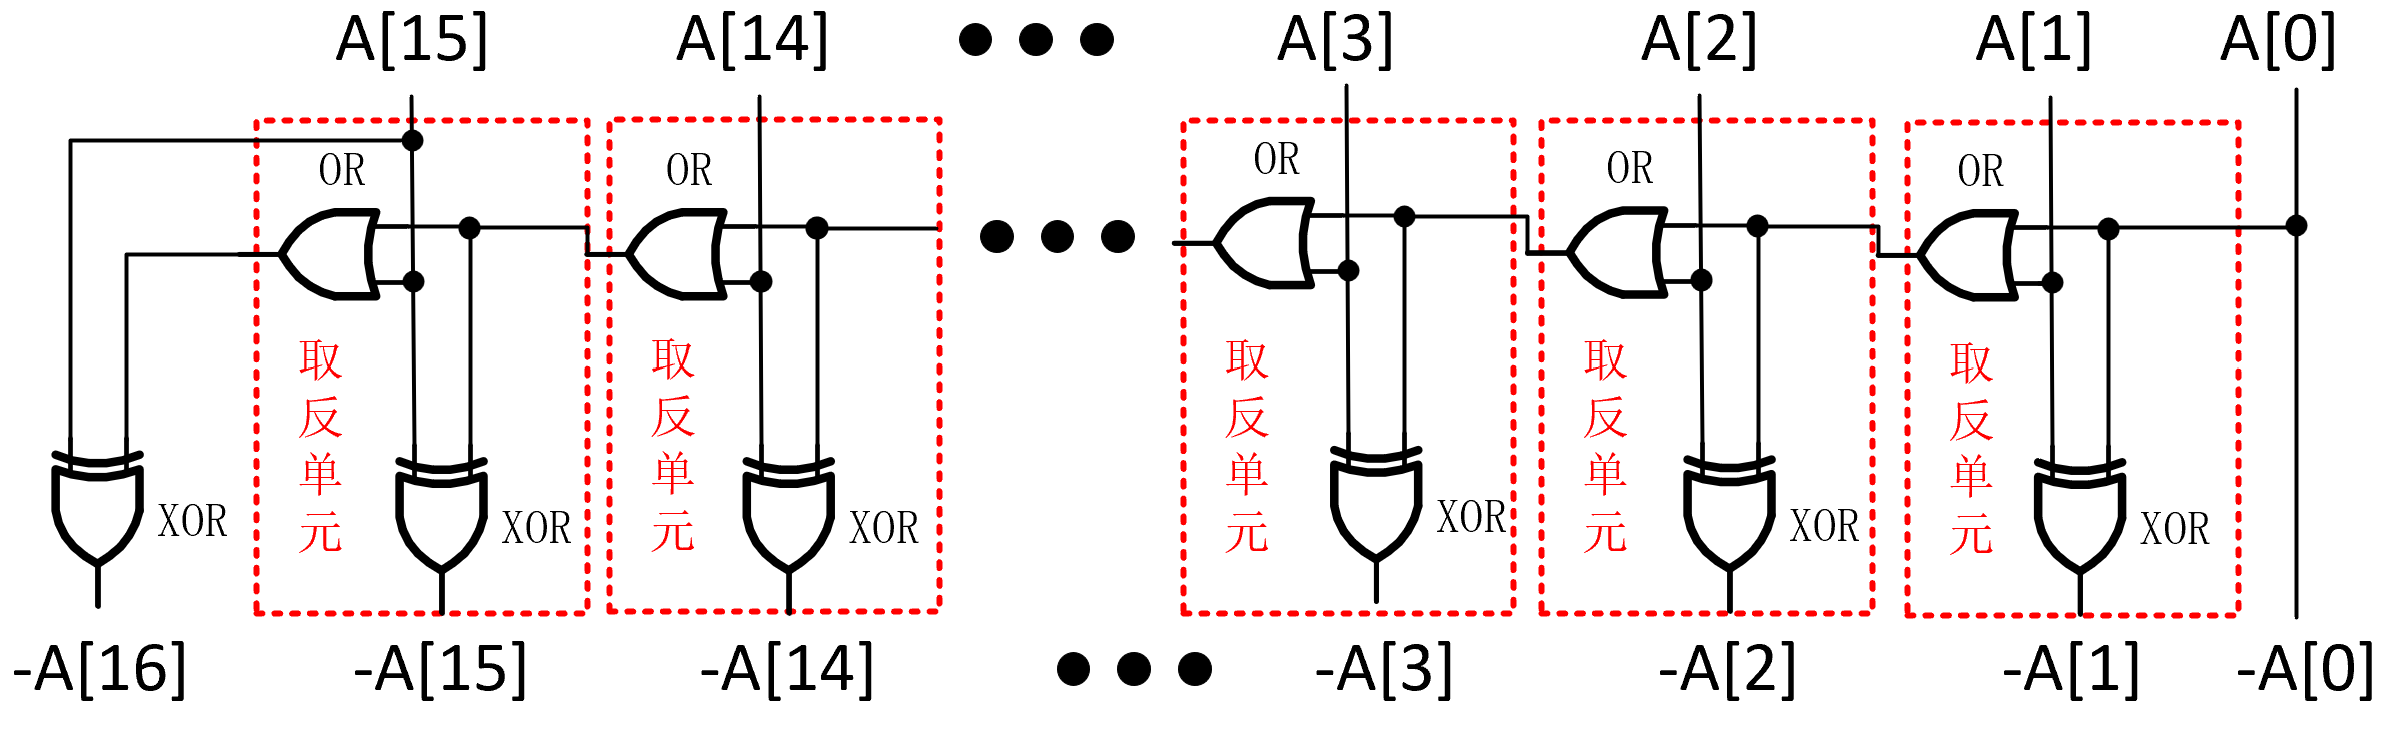 A[15] A[14] A[3] A[2] A[1] A[0]
OR OR OR OR OR
取反单元 取反单元 取反单元 取反单元 取反单元
XOR XOR XOR XOR XOR XOR
-A[16] -A[15] -A[14] -A[3] -A[2] -A[1] -A[0]